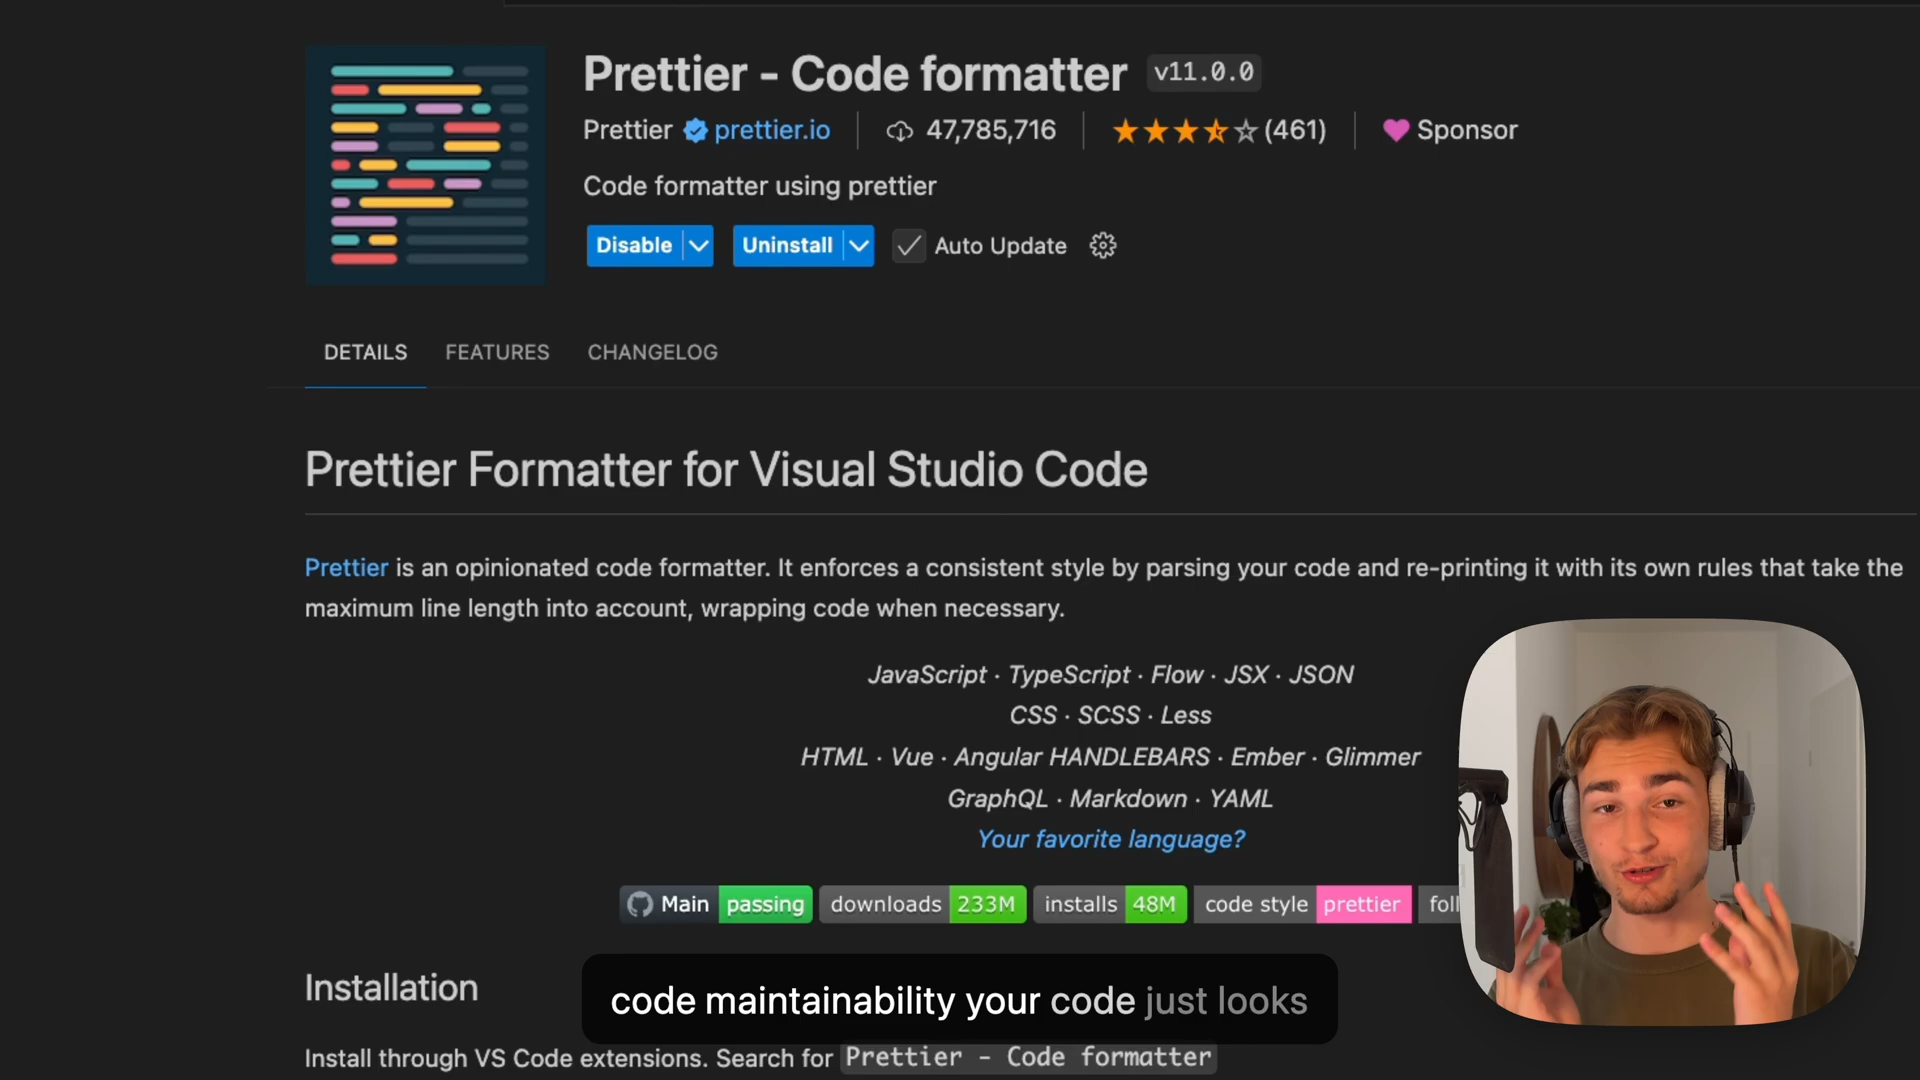 Prettier - Code formatter v11.0.0
Prettier prettier.io 47,785,716 (461) Sponsor
Code formatter using prettier
Disable Uninstall Auto Update
DETAILS FEATURES CHANGELOG
Prettier Formatter for Visual Studio Code
Prettier is an opinionated code formatter. It enforces a consistent style by parsing your code and re-printing it with its own rules that take the
maximum line length into account, wrapping code when necessary.
JavaScript · TypeScript · Flow · JSX · JSON
CSS · SCSS · Less
HTML · Vue · Angular HANDLEBARS · Ember · Glimmer
GraphQL · Markdown · YAML
Your favorite language?
Main passing downloads 233M installs 48M code style prettier
Installation
code maintainability your code just looks
Install through VS Code extensions. Search for Prettier - Code formatter